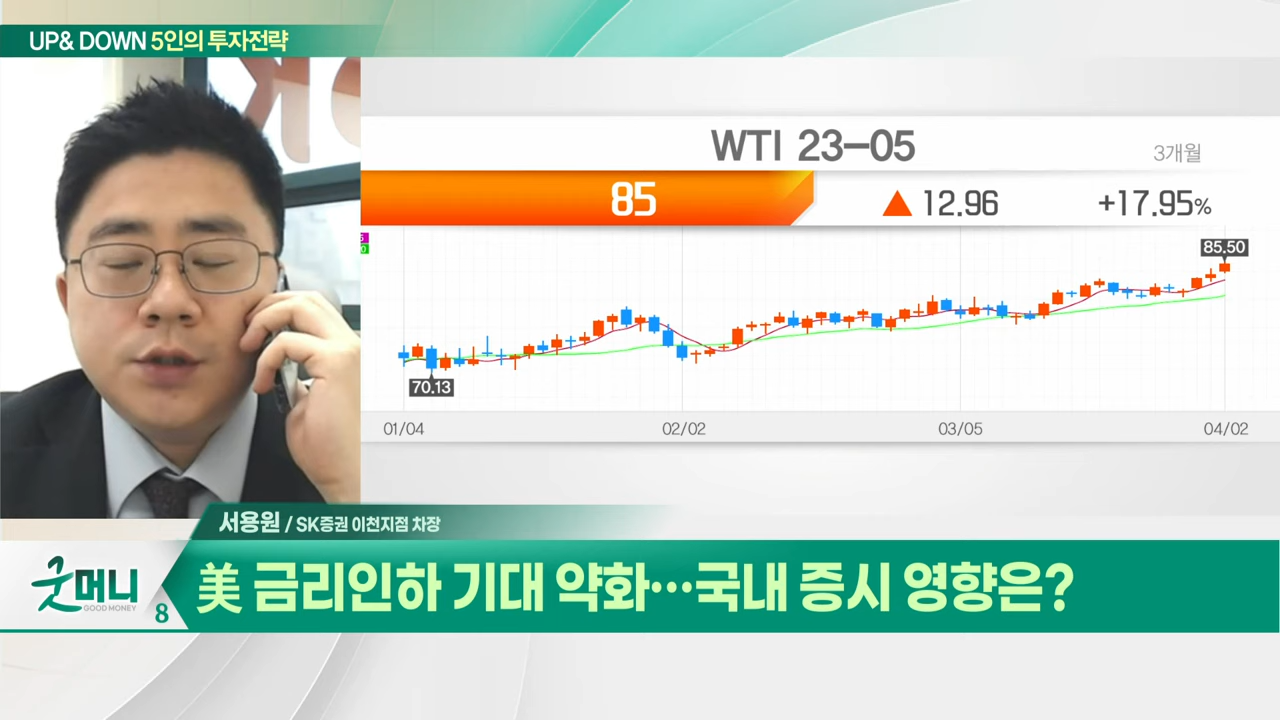 UP& DOWN 5인의 투자전략
WTI 23-05
3개월
85 ▲ 12.96 +17.95%
85.50
70.13
01/04 02/02 03/05 04/02
서용원 / SK증권 이천지점 차장
굿머니
GOOD MONEY
8
美 금리인하 기대 약화…국내 증시 영향은?